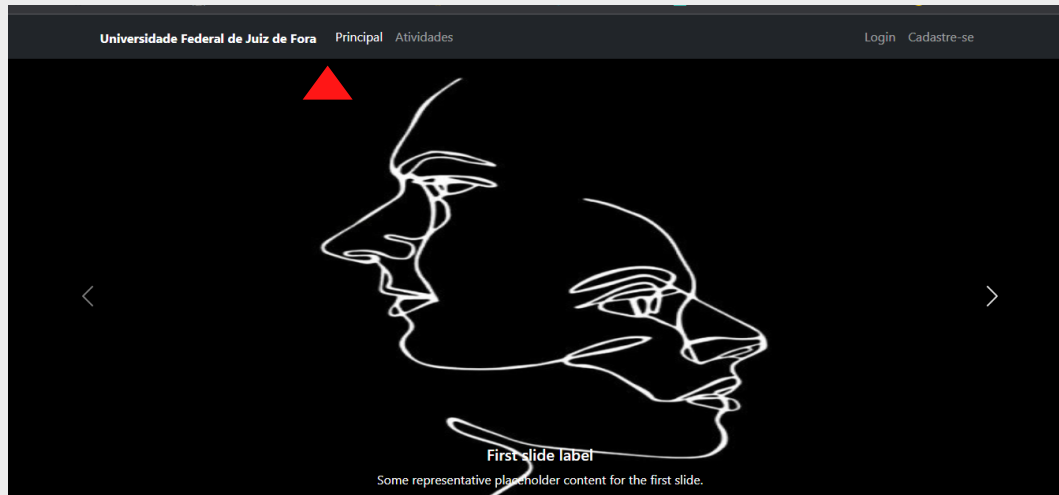 Universidade Federal de Juiz de Fora Principal Atividades Login Cadastre-se
First slide label
Some representative placeholder content for the first slide.